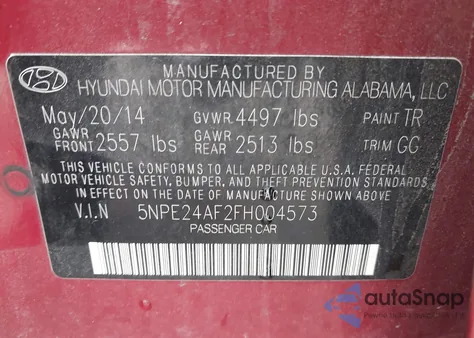 MANUFACTURED BY
HYUNDAI MOTOR MANUFACTURING ALABAMA, LLC
May/20/14 GVWR 4497 lbs PAINT TR
GAWR FRONT 2557 lbs GAWR REAR 2513 lbs TRIM GG
THIS VEHICLE CONFORMS TO ALL APPLICABLE U.S.A. FEDERAL
MOTOR VEHICLE SAFETY, BUMPER, AND THEFT PREVENTION STANDARDS
IN EFFECT ON THE DATE OF MANUFACTURE SHOWN ABOVE
V.I.N 5NPE24AF2FH004573
PASSENGER CAR
autoSnap